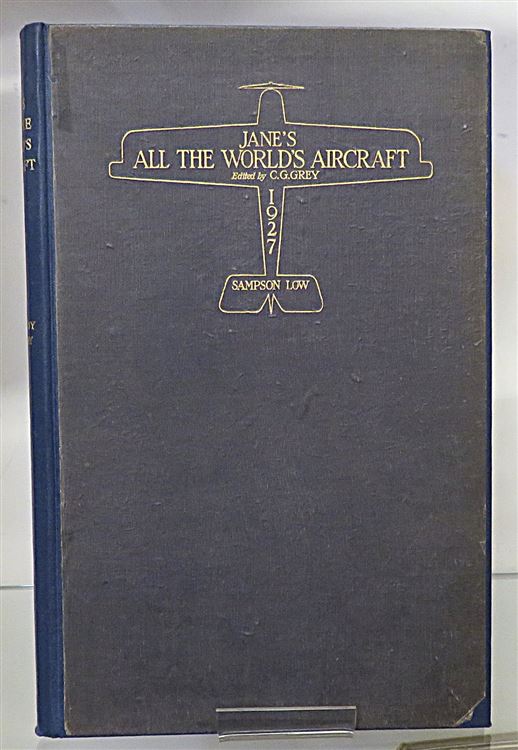 JANE'S
ALL THE WORLD'S AIRCRAFT
Edited by C.G.GREY
1927
SAMPSON LOW